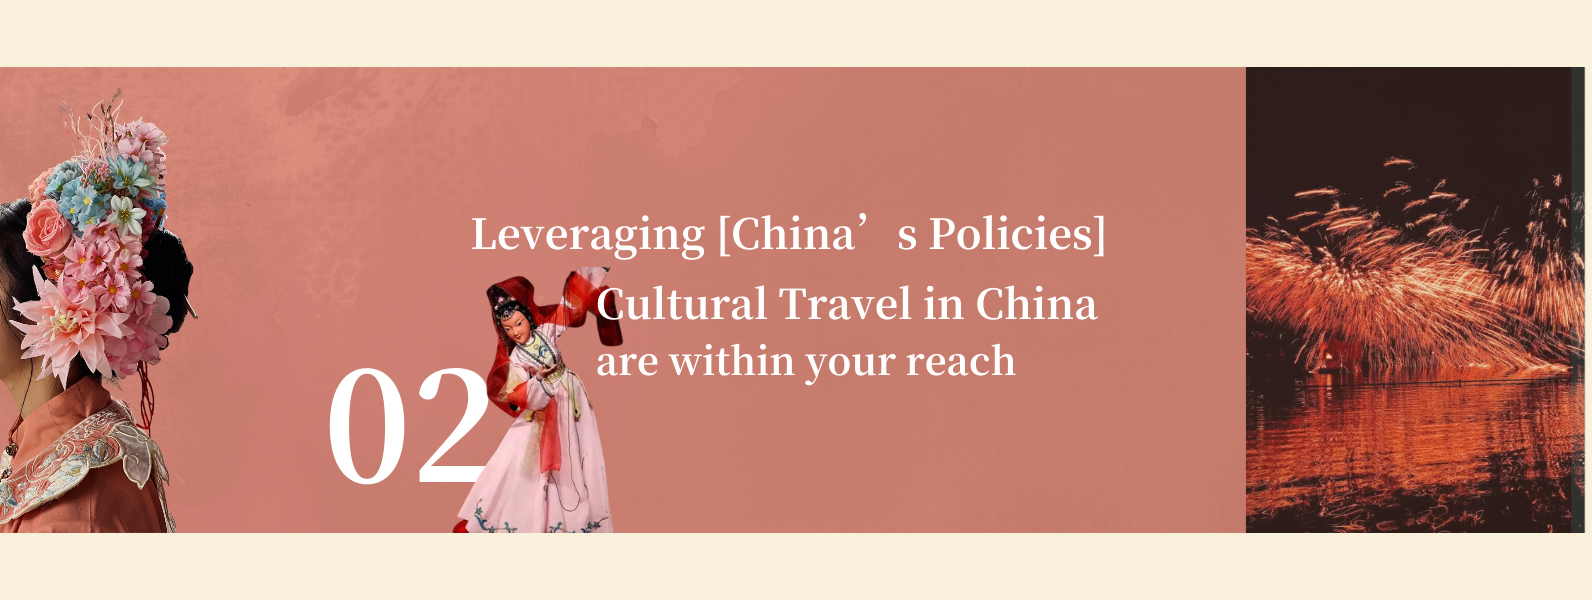 Leveraging [China’s Policies]
Cultural Travel in China
are within your reach
02